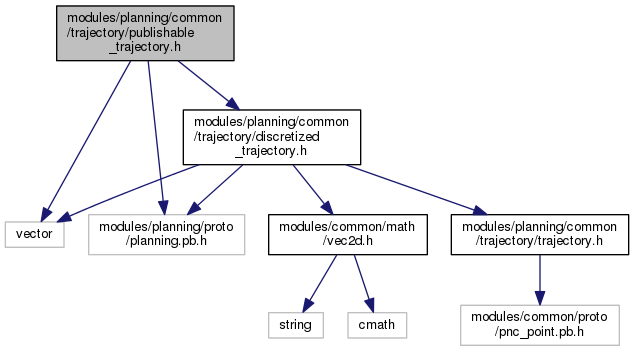 modules/planning/common
/trajectory/publishable
_trajectory.h
modules/planning/common
/trajectory/discretized
_trajectory.h
vector
modules/planning/proto
/planning.pb.h
modules/common/math
/vec2d.h
modules/planning/common
/trajectory/trajectory.h
string
cmath
modules/common/proto
/pnc_point.pb.h